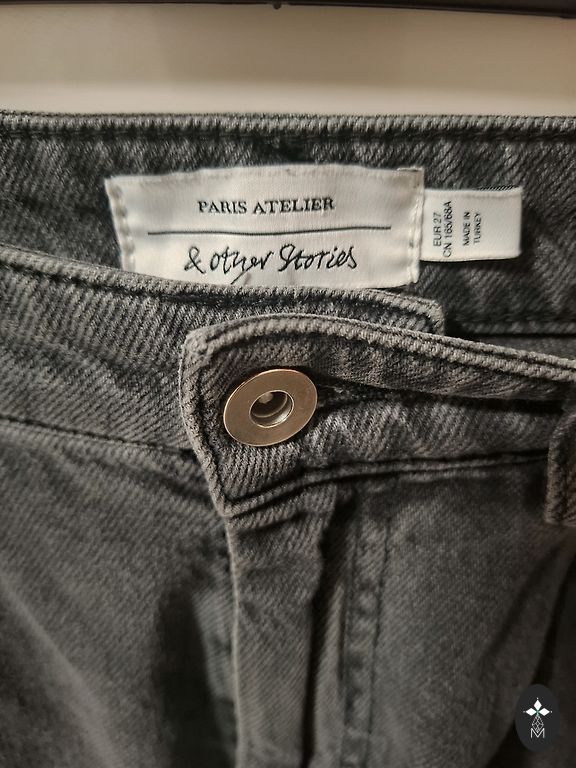 PARIS ATELIER
& other Stories
EUR 27
CN 165/68A
MADE IN
TURKEY